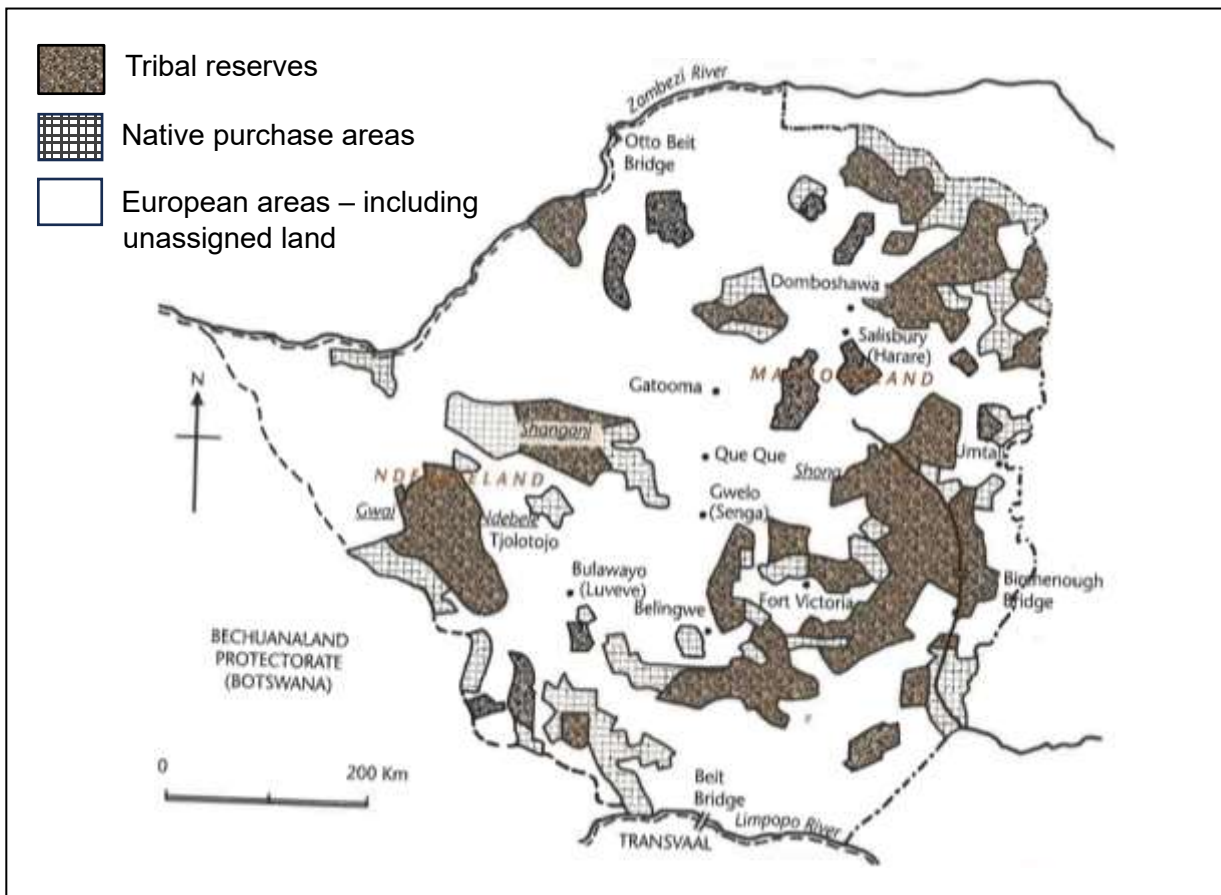 Tribal reserves
Native purchase areas
European areas – including
unassigned land
Zambezi River
Otto Beit
Bridge
Domboshawa
Salisbury
(Harare)
LAND
Gatooma
N
Shangani
Que Que
Shona
Umtali
Gwelo
(Senga)
Gwai
Ndebele
Tjolotojo
Bulawayo
(Luveve)
Belingwe
Fort Victoria
Bridge
BECHUANALAND
PROTECTORATE
(BOTSWANA)
0
200 Km
Beit
Bridge
Limpopo River
TRANSVAAL